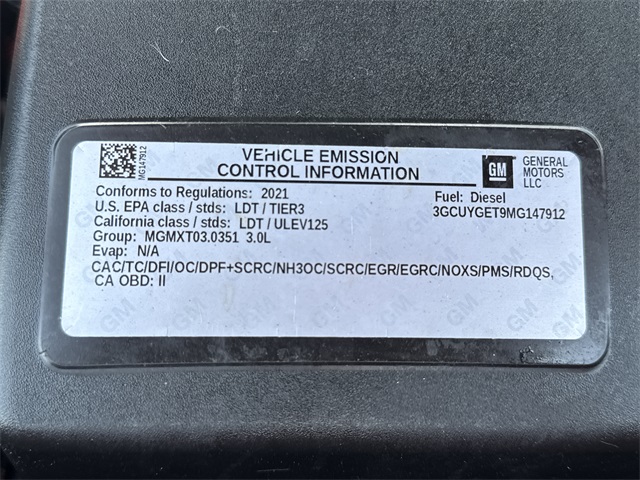 MG147912
VEHICLE EMISSION
CONTROL INFORMATION
GM
GENERAL
MOTORS
LLC
Conforms to Regulations: 2021
U.S. EPA class / stds: LDT / TIER3
California class / stds: LDT / ULEV125
Group: MGMXT03.0351 3.0L
Evap: N/A
Fuel: Diesel
3GCUYGET9MG147912
CAC/TC/DFI/OC/DPF+SCRC/NH3OC/SCRC/EGR/EGRC/NOXS/PMS/RDQS,
CA OBD: II